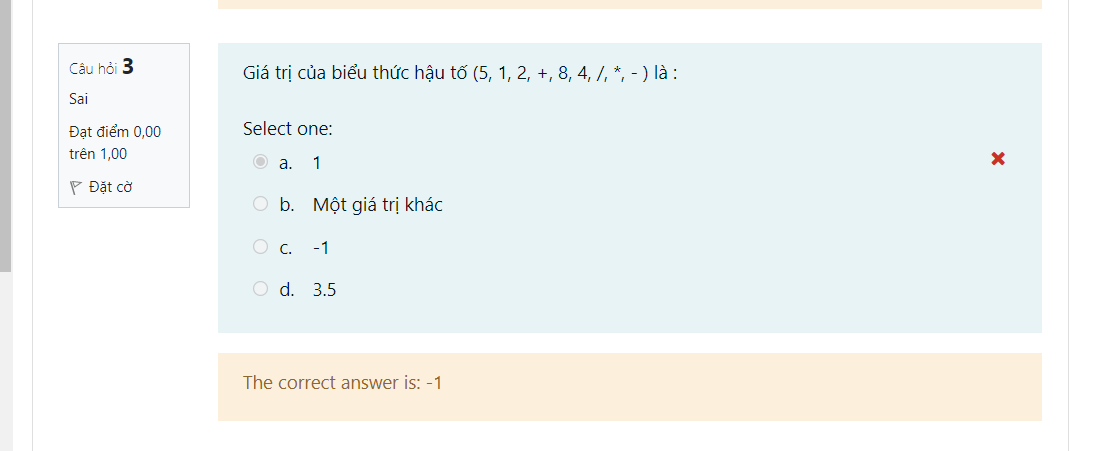 Câu hỏi 3
Sai
Đạt điểm 0,00
trên 1,00
Đặt cờ
Giá trị của biểu thức hậu tố (5, 1, 2, +, 8, 4, /, *, - ) là :
Select one:
a. 1
b. Một giá trị khác
c. -1
d. 3.5
The correct answer is: -1